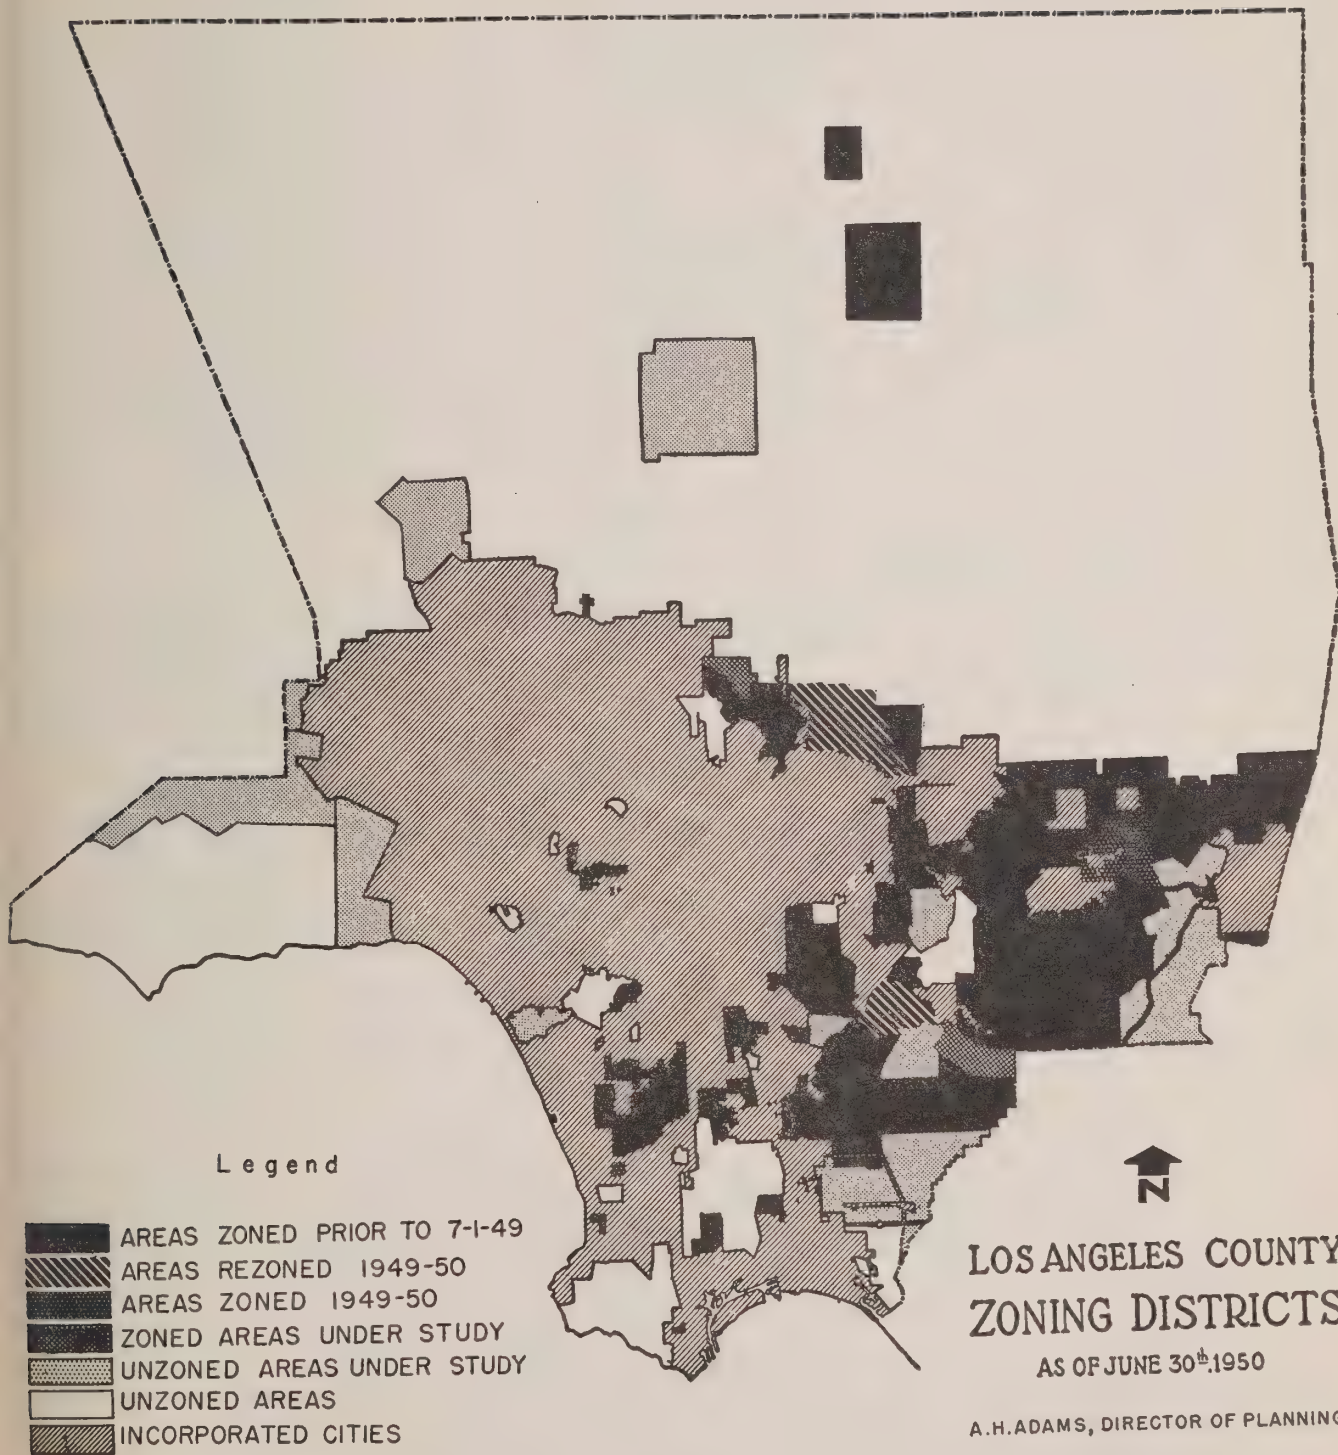 Legend
AREAS ZONED PRIOR TO 7-1-49
AREAS REZONED 1949-50
AREAS ZONED 1949-50
ZONED AREAS UNDER STUDY
UNZONED AREAS UNDER STUDY
UNZONED AREAS
INCORPORATED CITIES
N
LOS ANGELES COUNTY
ZONING DISTRICTS
AS OF JUNE 30th.1950
A.H.ADAMS, DIRECTOR OF PLANNING